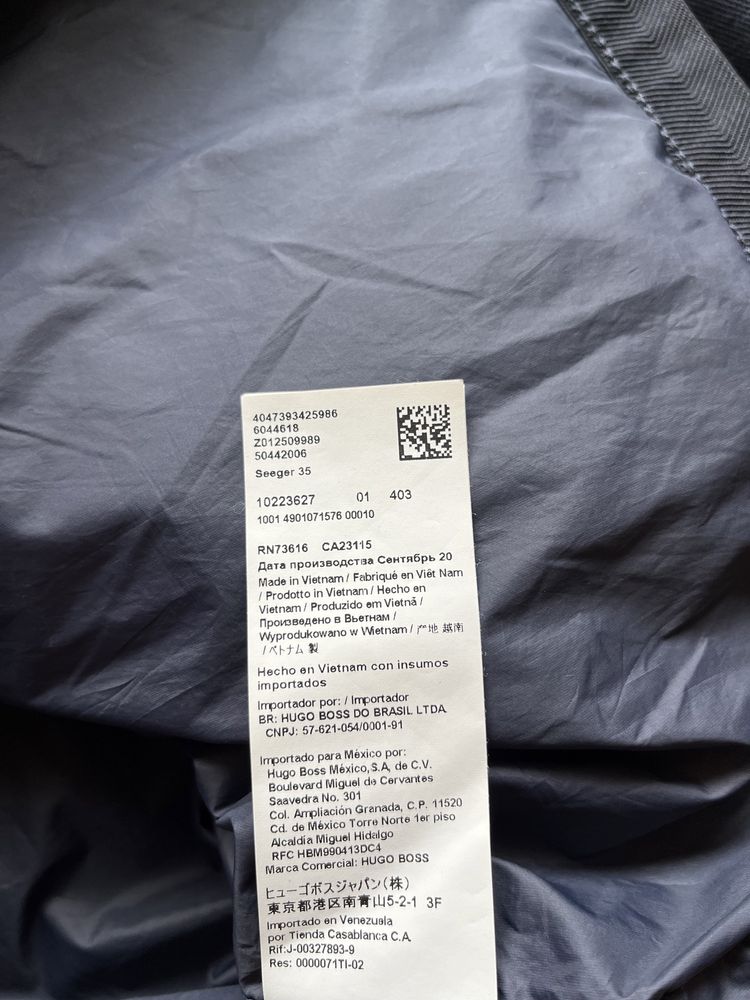 4047393425986
6044618
Z012509989
50442006
Seeger 35
10223627 01 403
1001 4901071576 00010
RN73616 CA23115
Дата производства Сентябрь 20
Made in Vietnam / Fabriqué en Viêt Nam
/ Prodotto in Vietnam / Hecho en
Vietnam / Produzido em Vietnã /
Произведено в Вьетнам /
Wyprodukowano w Wietnam / 产地 越南
/ ベトナム 製
Hecho en Vietnam con insumos
importados
Importador por: / Importador
BR: HUGO BOSS DO BRASIL LTDA
CNPJ: 57-621-054/0001-91
Importado para México por:
Hugo Boss México,S.A, de C.V.
Boulevard Miguel de Cervantes
Saavedra No. 301
Col. Ampliación Granada, C.P. 11520
Cd. de México Torre Norte 1er piso
Alcaldía Miguel Hidalgo
RFC HBM990413DC4
Marca Comercial: HUGO BOSS
ヒューゴボスジャパン(株)
東京都港区南青山5-2-1 3F
Importado en Venezuela
por Tienda Casablanca C.A.
Rif:J-00327893-9
Res: 0000071TI-02